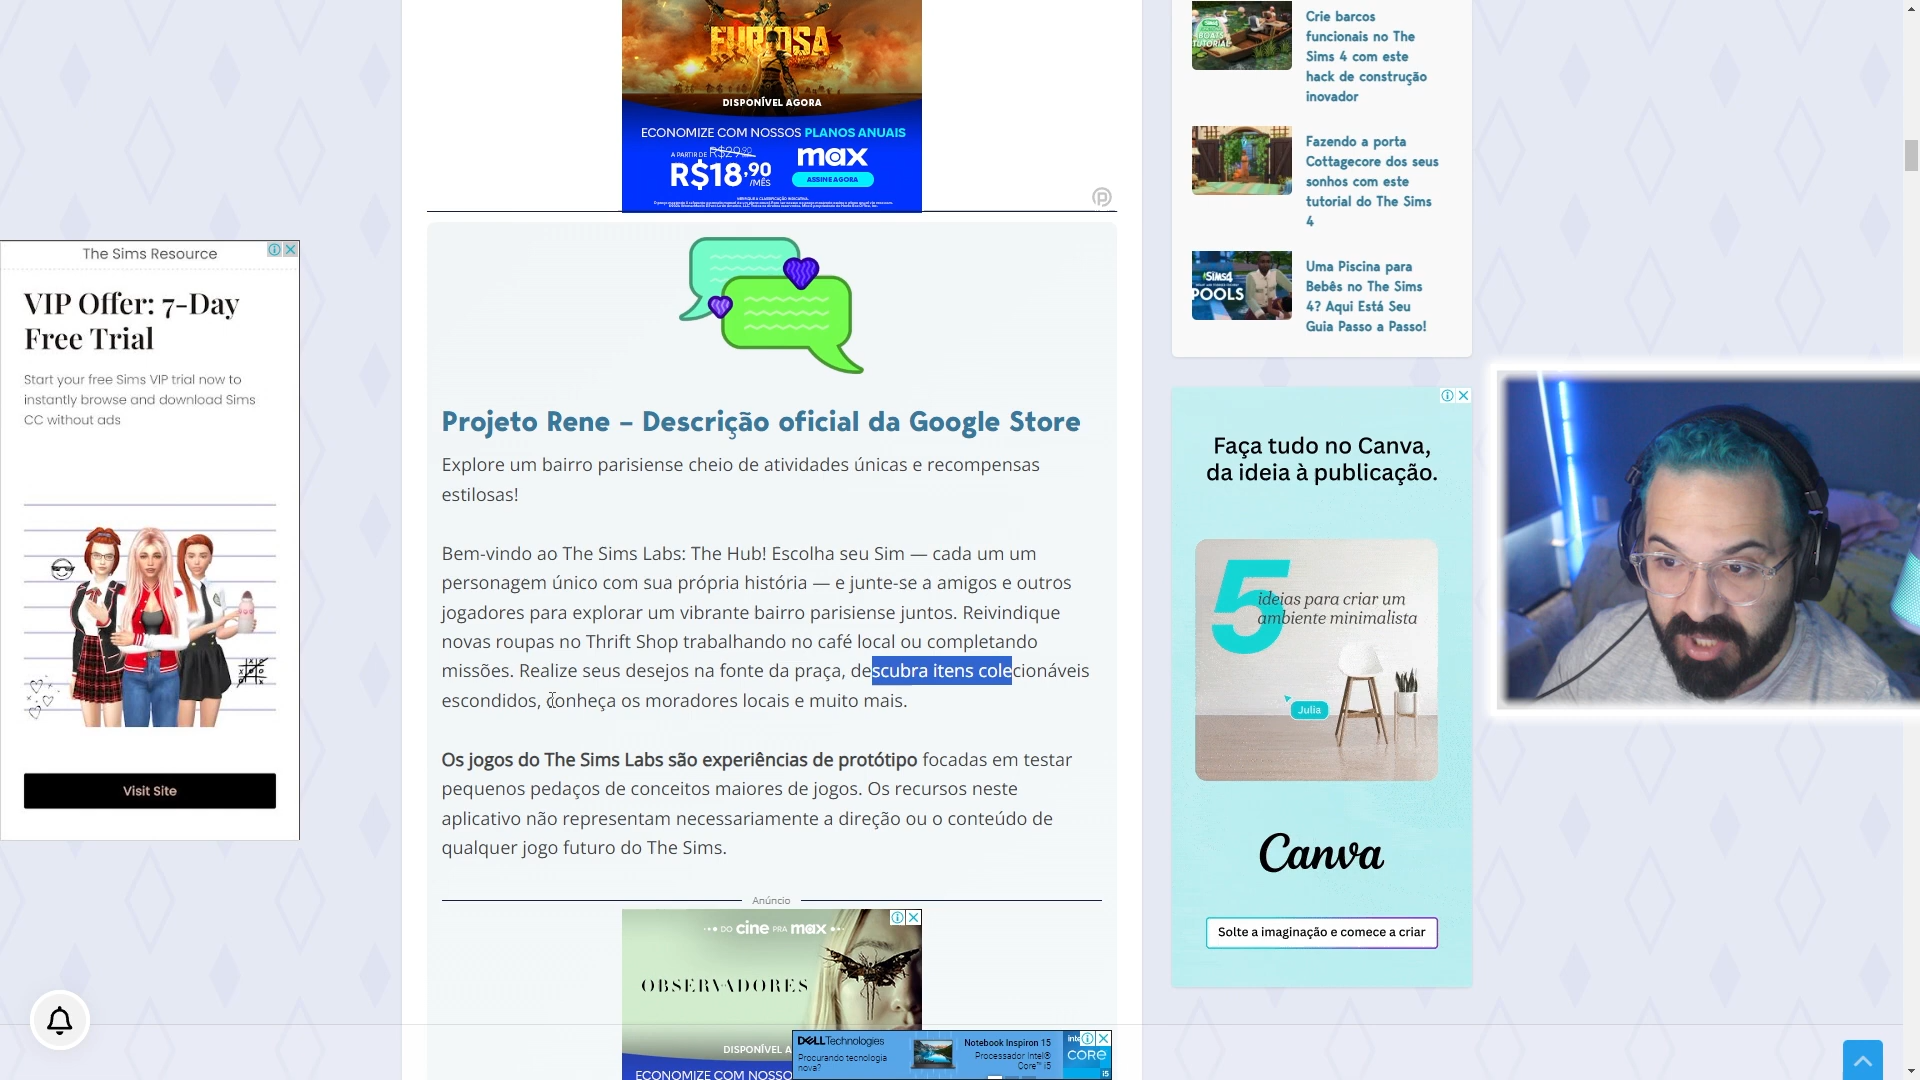 FURIOSA
DISPONÍVEL AGORA
ECONOMIZE COM NOSSOS PLANOS ANUAIS
A PARTIR DE R$29,90
R$18,90
/MÊS
max
ASSINE AGORA
The Sims Resource
VIP Offer: 7-Day
Free Trial
Start your free Sims VIP trial now to
instantly browse and download Sims
CC without ads
Visit Site
Projeto Rene – Descrição oficial da Google Store
Explore um bairro parisiense cheio de atividades únicas e recompensas
estilosas!
Bem-vindo ao The Sims Labs: The Hub! Escolha seu Sim — cada um um
personagem único com sua própria história — e junte-se a amigos e outros
jogadores para explorar um vibrante bairro parisiense juntos. Reivindique
novas roupas no Thrift Shop trabalhando no café local ou completando
missões. Realize seus desejos na fonte da praça, descubra itens colecionáveis
escondidos, conheça os moradores locais e muito mais.
Os jogos do The Sims Labs são experiências de protótipo focadas em testar
pequenos pedaços de conceitos maiores de jogos. Os recursos neste
aplicativo não representam necessariamente a direção ou o conteúdo de
qualquer jogo futuro do The Sims.
Anúncio
DO cine PRA max
OBSERVADORES
DISPONÍVEL A
ECONOMIZE COM NOSSO
DELLTechnologies
Procurando tecnologia
nova?
Notebook Inspiron 15
Processador Intel®
Core™ i5
CORE
i5
BOATS
TUTORIAL
Crie barcos
funcionais no The
Sims 4 com este
hack de construção
inovador
Fazendo a porta
Cottagecore dos seus
sonhos com este
tutorial do The Sims
4
SIMS4
POOLS
Uma Piscina para
Bebês no The Sims
4? Aqui Está Seu
Guia Passo a Passo!
Faça tudo no Canva,
da ideia à publicação.
5
ideias para criar um
ambiente minimalista
Julia
Canva
Solte a imaginação e comece a criar